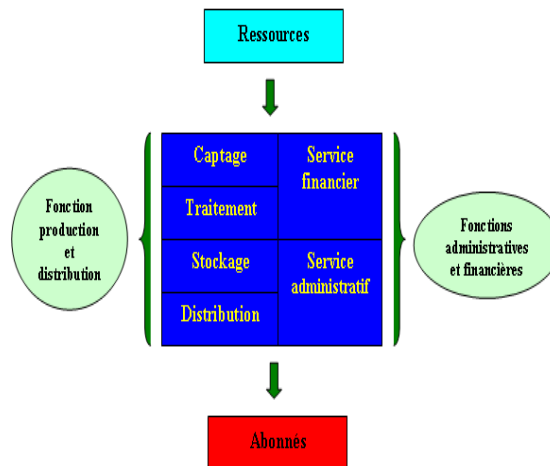 Ressources
Captage
Service
financier
Traitement
Fonction
production
et
distribution
Stockage
Service
administratif
Distribution
Fonctions
administratives
et financières
Abonnés